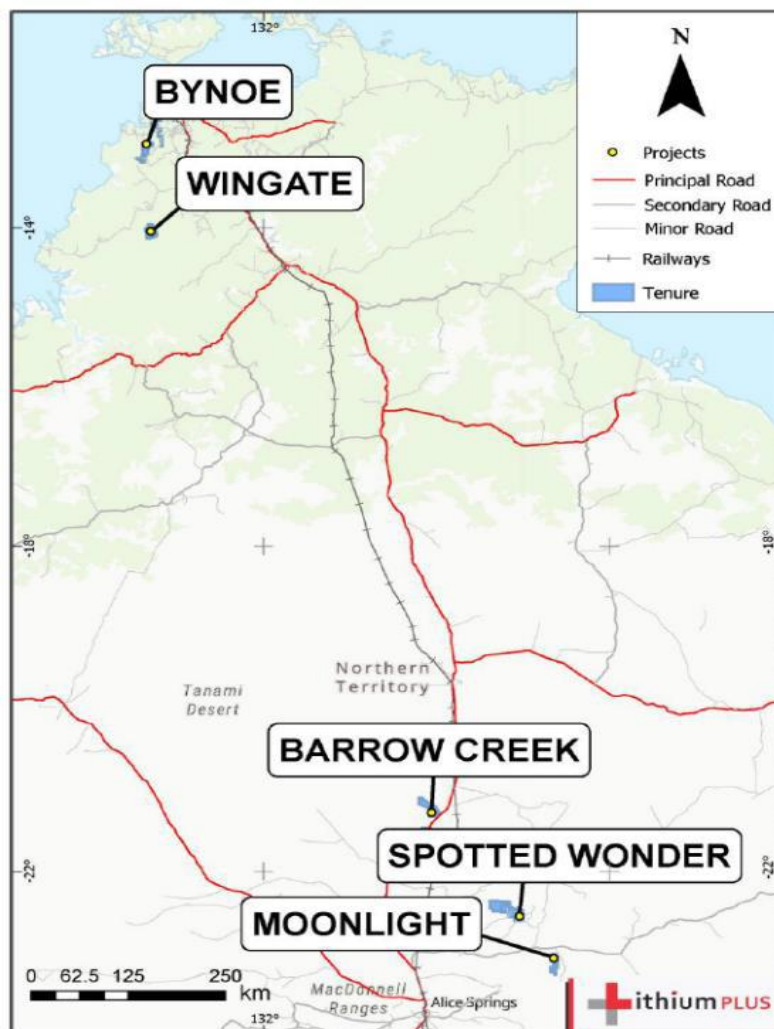 132°
N
BYNOE
Projects
WINGATE
Principal Road
Secondary Road
-14°
Minor Road
Railways
Tenure
-18°
-18°
Northern
Territory
Tanami
Desert
BARROW CREEK
SPOTTED WONDER
-22°
-22°
MOONLIGHT
0 62.5 125 250
km
MacDonnell
Ranges
Alice Springs
132°
Lithium PLUS